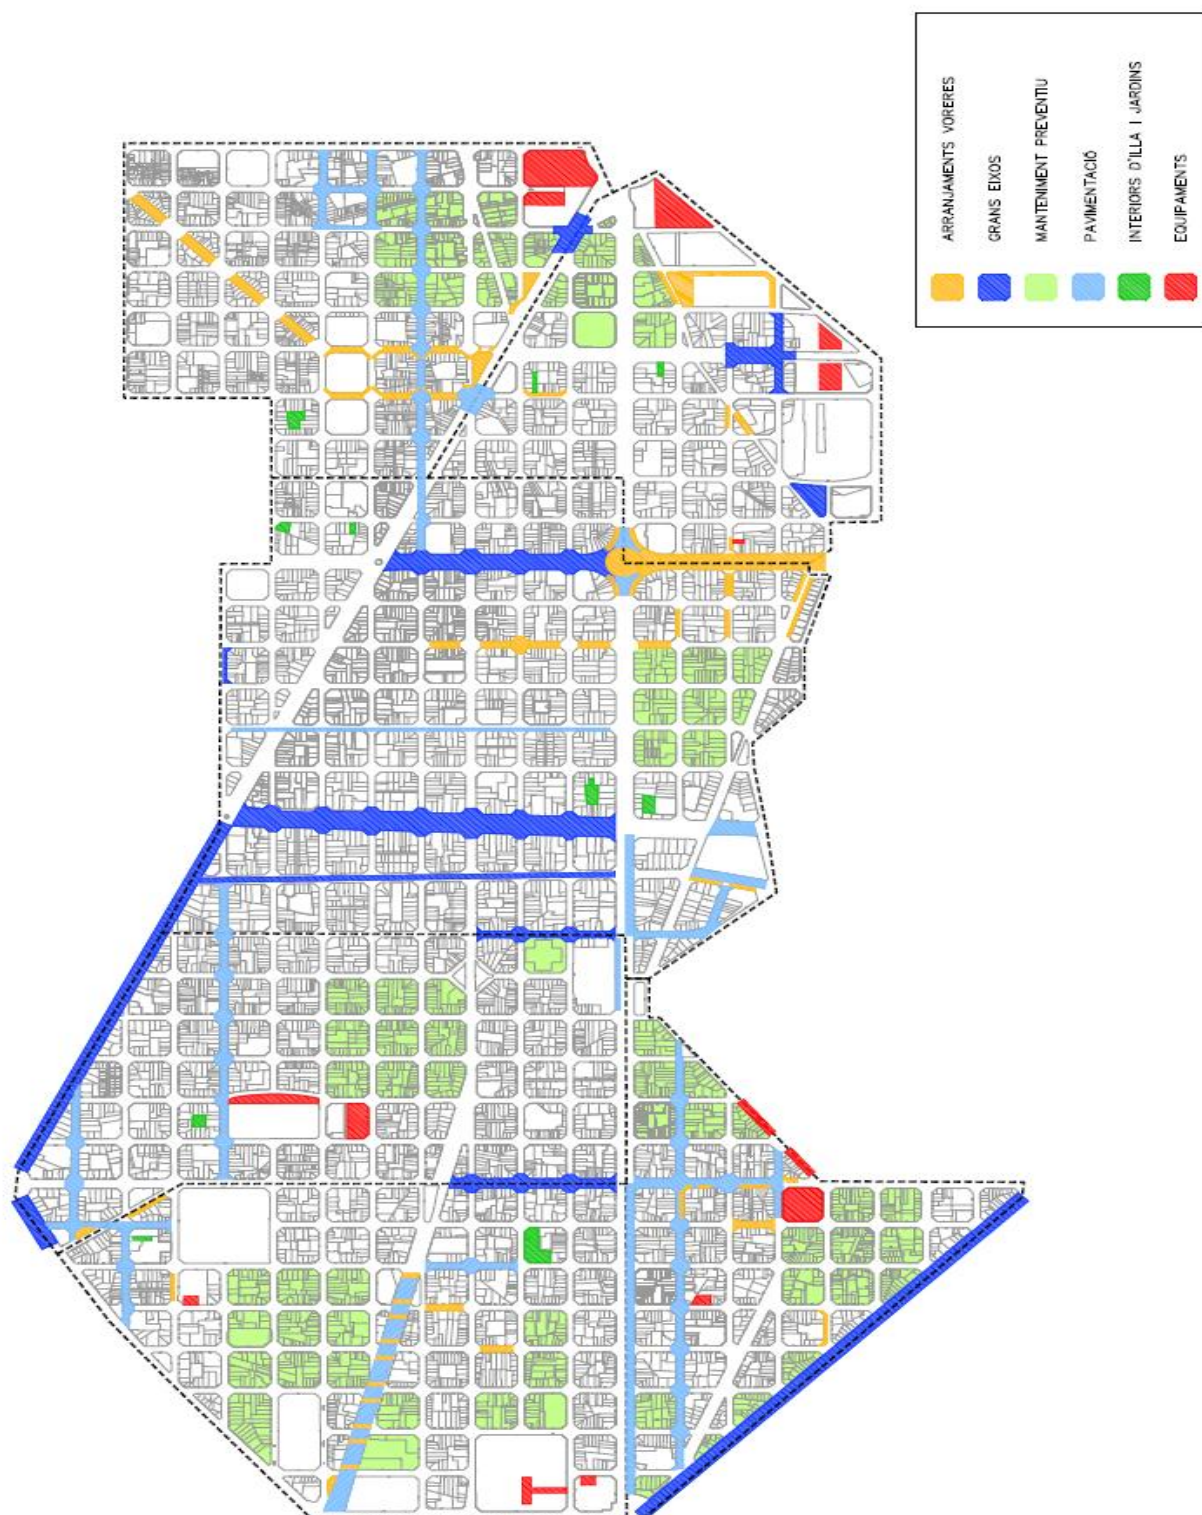 ARRANJAMENTS VORERES
GRANS EIXOS
MANTENIMENT PREVENTIU
PAVIMENTACIÓ
INTERIORS D'ILLA I JARDINS
EQUIPAMENTS